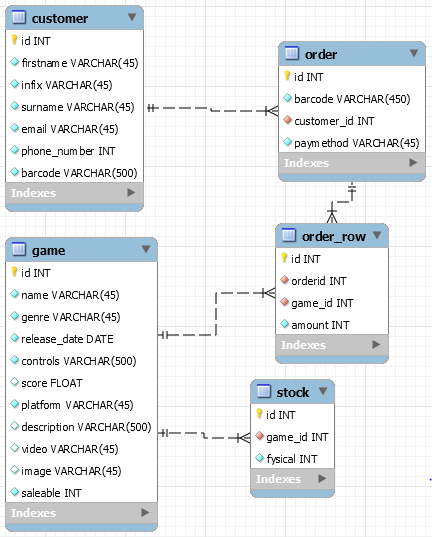 customer
id INT
firstname VARCHAR(45)
infix VARCHAR(45)
surname VARCHAR(45)
email VARCHAR(45)
phone_number INT
barcode VARCHAR(500)
Indexes
order
id INT
barcode VARCHAR(450)
customer_id INT
paymethod VARCHAR(45)
Indexes
order_row
id INT
orderid INT
game_id INT
amount INT
Indexes
game
id INT
name VARCHAR(45)
genre VARCHAR(45)
release_date DATE
controls VARCHAR(500)
score FLOAT
platform VARCHAR(45)
description VARCHAR(500)
video VARCHAR(45)
image VARCHAR(45)
saleable INT
Indexes
stock
id INT
game_id INT
fysical INT
Indexes